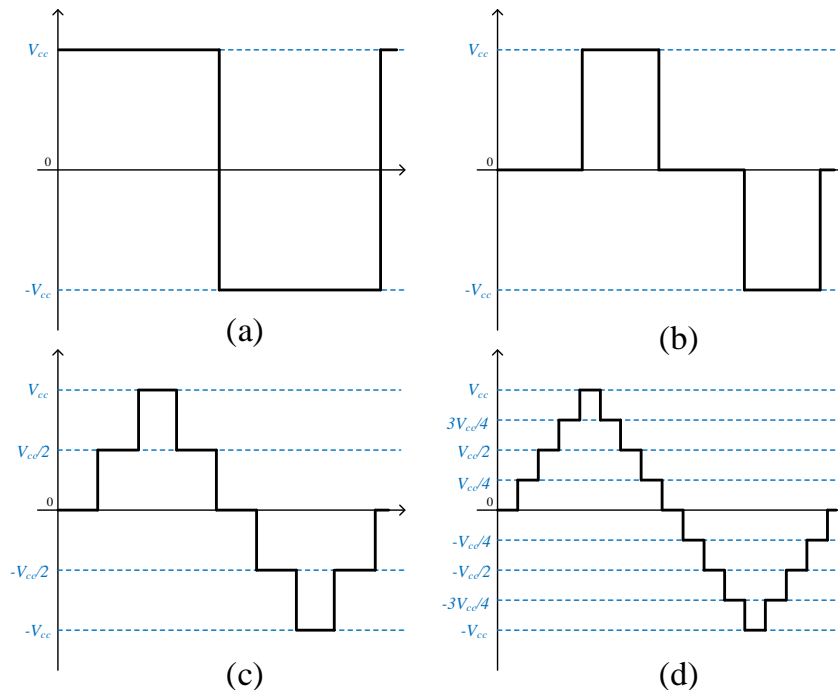 V_cc
0
-V_cc
(a)
V_cc
0
-V_cc
(b)
V_cc
V_cc/2
0
-V_cc/2
-V_cc
(c)
V_cc
3V_cc/4
V_cc/2
V_cc/4
0
-V_cc/4
-V_cc/2
-3V_cc/4
-V_cc
(d)